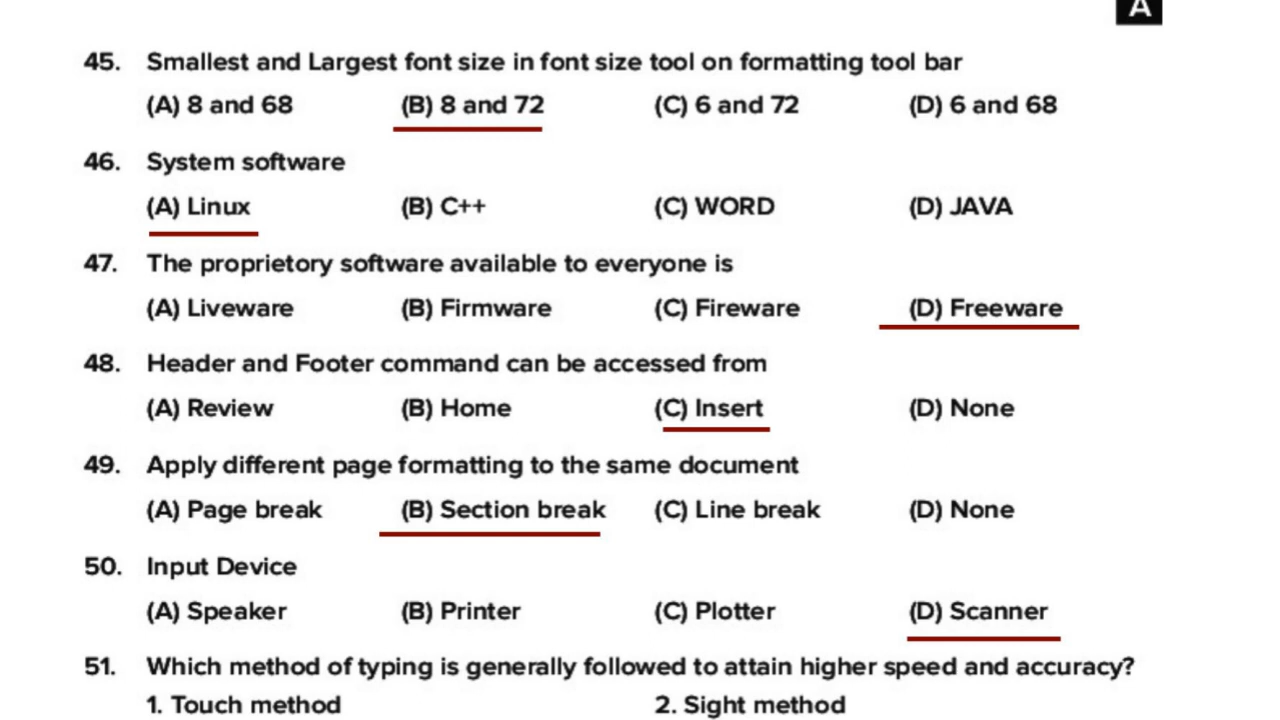 A
45. Smallest and Largest font size in font size tool on formatting tool bar
(A) 8 and 68 (B) 8 and 72 (C) 6 and 72 (D) 6 and 68
46. System software
(A) Linux (B) C++ (C) WORD (D) JAVA
47. The proprietory software available to everyone is
(A) Liveware (B) Firmware (C) Fireware (D) Freeware
48. Header and Footer command can be accessed from
(A) Review (B) Home (C) Insert (D) None
49. Apply different page formatting to the same document
(A) Page break (B) Section break (C) Line break (D) None
50. Input Device
(A) Speaker (B) Printer (C) Plotter (D) Scanner
51. Which method of typing is generally followed to attain higher speed and accuracy?
1. Touch method 2. Sight method